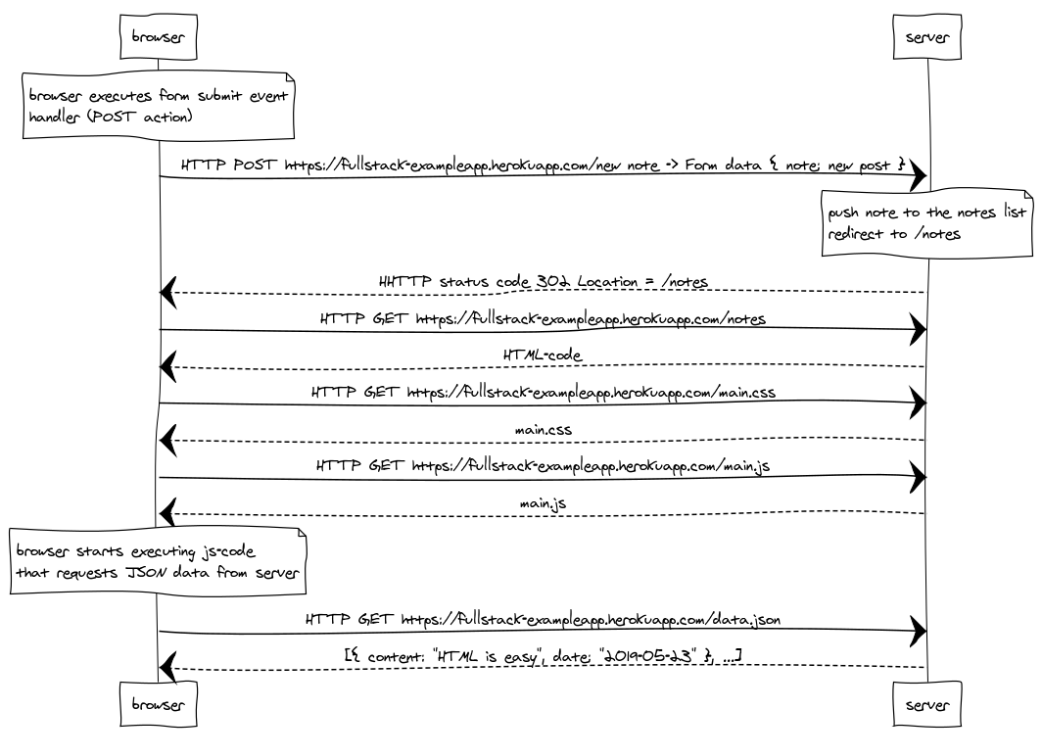 browser
server
browser executes form submit event
handler (POST action)
HTTP POST https://fullstack-exampleapp.herokuapp.com/new note -> Form data { note: new post }
push note to the notes list
redirect to /notes
HHTTP status code 302 Location = /notes
HTTP GET https://fullstack-exampleapp.herokuapp.com/notes
HTML-code
HTTP GET https://fullstack-exampleapp.herokuapp.com/main.css
main.css
HTTP GET https://fullstack-exampleapp.herokuapp.com/main.js
main.js
browser starts executing js-code
that requests JSON data from server
HTTP GET https://fullstack-exampleapp.herokuapp.com/data.json
[{ content: "HTML is easy", date: "2019-05-23" }, ...]
browser
server